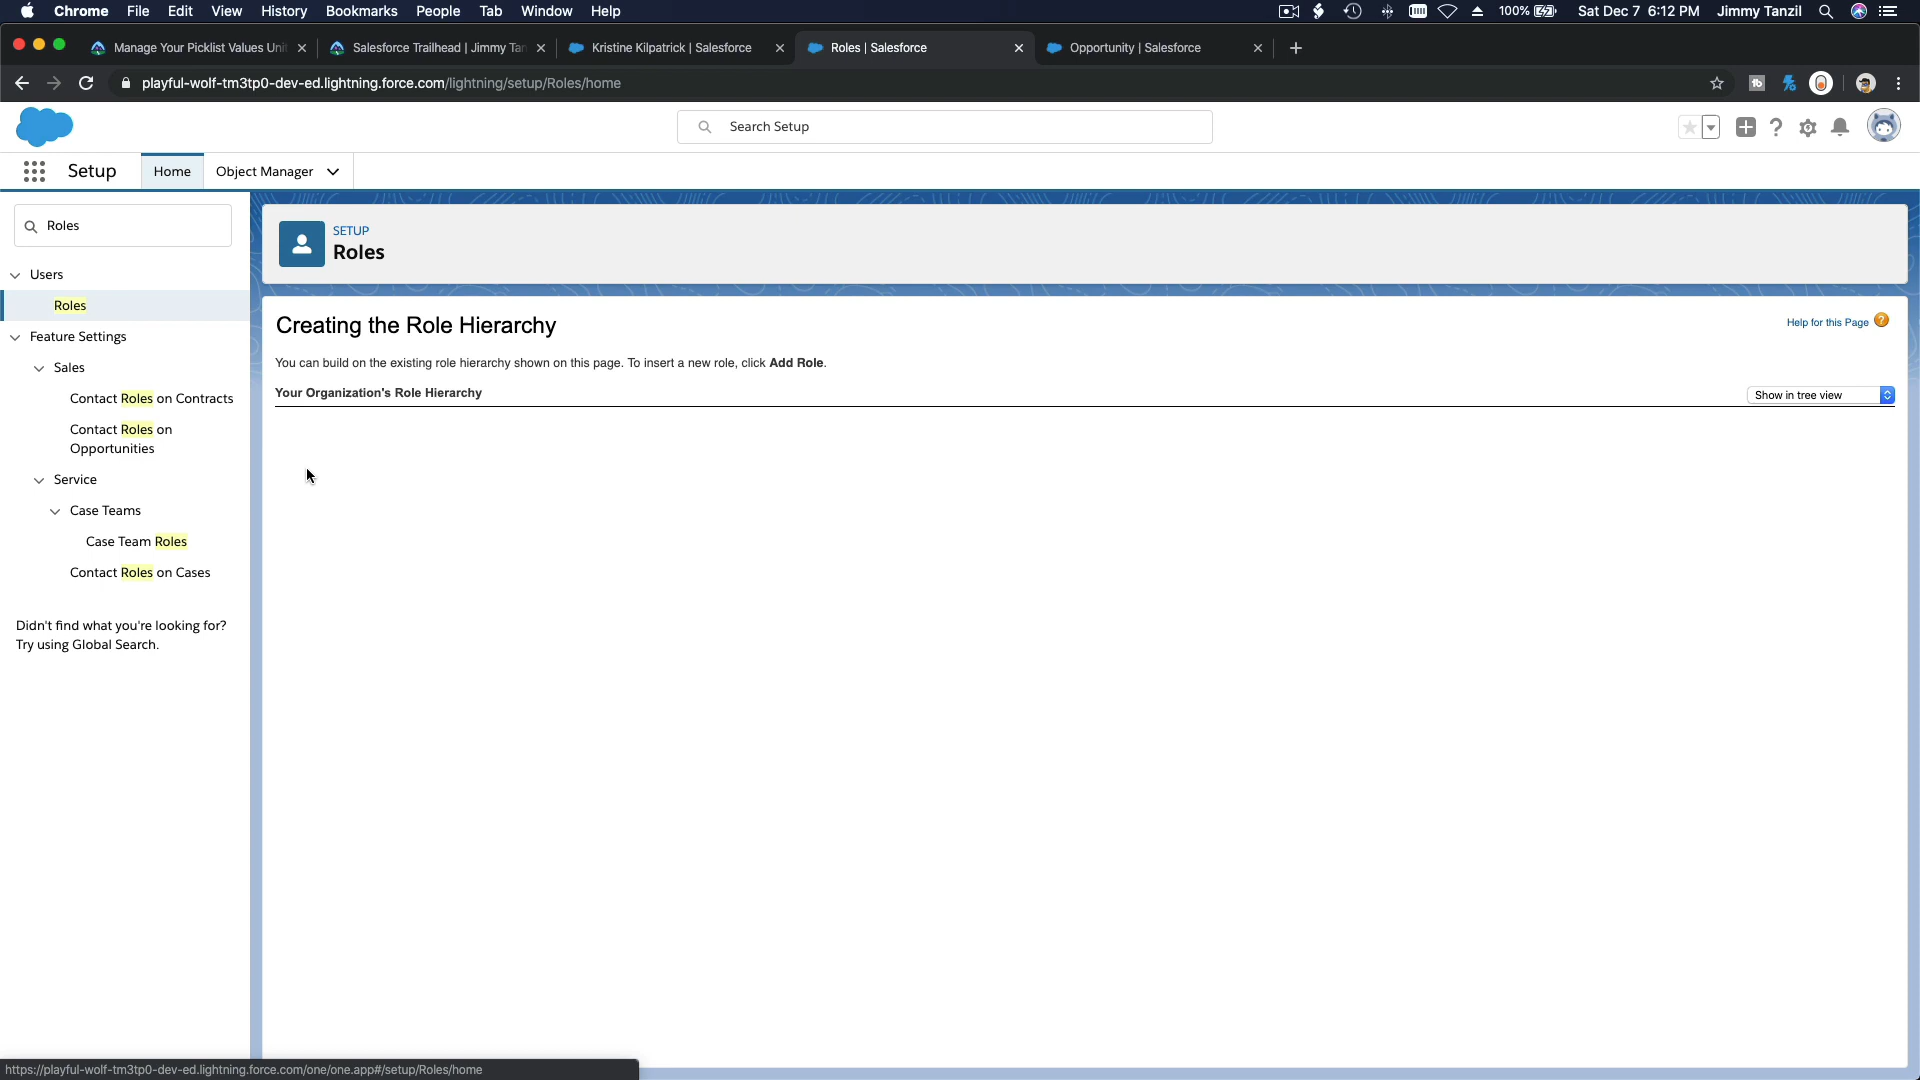 Chrome File Edit View History Bookmarks People Tab Window Help 100% Sat Dec 7 6:12 PM Jimmy Tanzil
Manage Your Picklist Values Uni Salesforce Trailhead | Jimmy Tan Kristine Kilpatrick | Salesforce Roles | Salesforce Opportunity | Salesforce
playful-wolf-tm3tp0-dev-ed.lightning.force.com/lightning/setup/Roles/home
Search Setup
Setup Home Object Manager
Roles
Users
Roles
Feature Settings
Sales
Contact Roles on Contracts
Contact Roles on
Opportunities
Service
Case Teams
Case Team Roles
Contact Roles on Cases
Didn't find what you're looking for?
Try using Global Search.
SETUP
Roles
Creating the Role Hierarchy
Help for this Page ?
You can build on the existing role hierarchy shown on this page. To insert a new role, click Add Role.
Your Organization's Role Hierarchy
Show in tree view
https://playful-wolf-tm3tp0-dev-ed.lightning.force.com/one/one.app#/setup/Roles/home